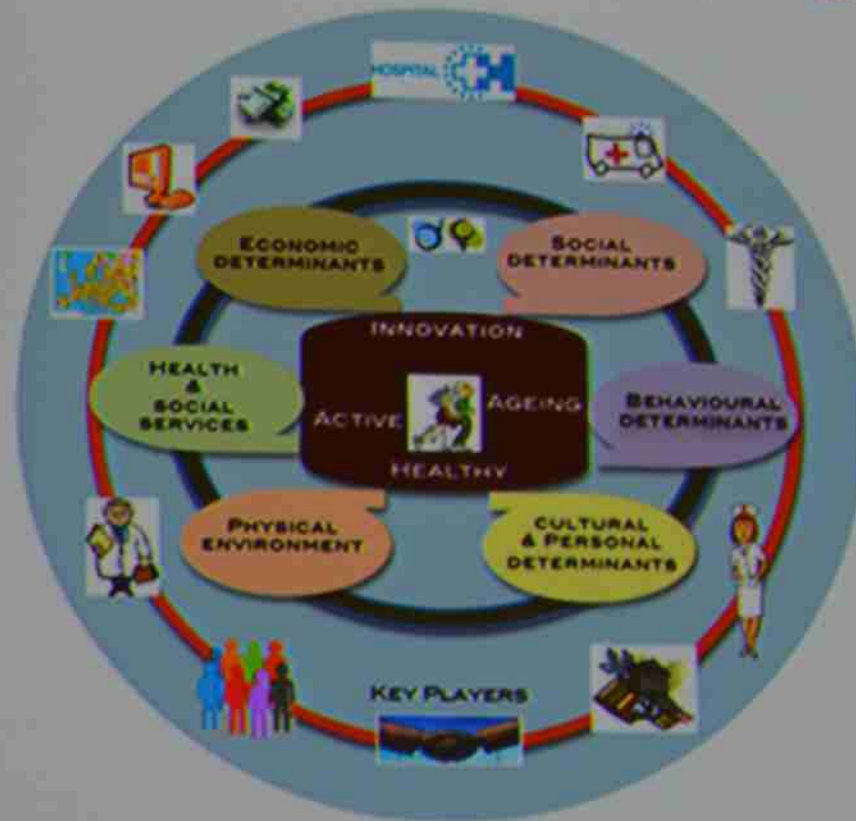 HOSPITAL
ECONOMIC
DETERMINANTS
SOCIAL
DETERMINANTS
INNOVATION
HEALTH
&
SOCIAL
SERVICES
ACTIVE
AGEING
BEHAVIOURAL
DETERMINANTS
HEALTHY
PHYSICAL
ENVIRONMENT
CULTURAL
& PERSONAL
DETERMINANTS
KEY PLAYERS